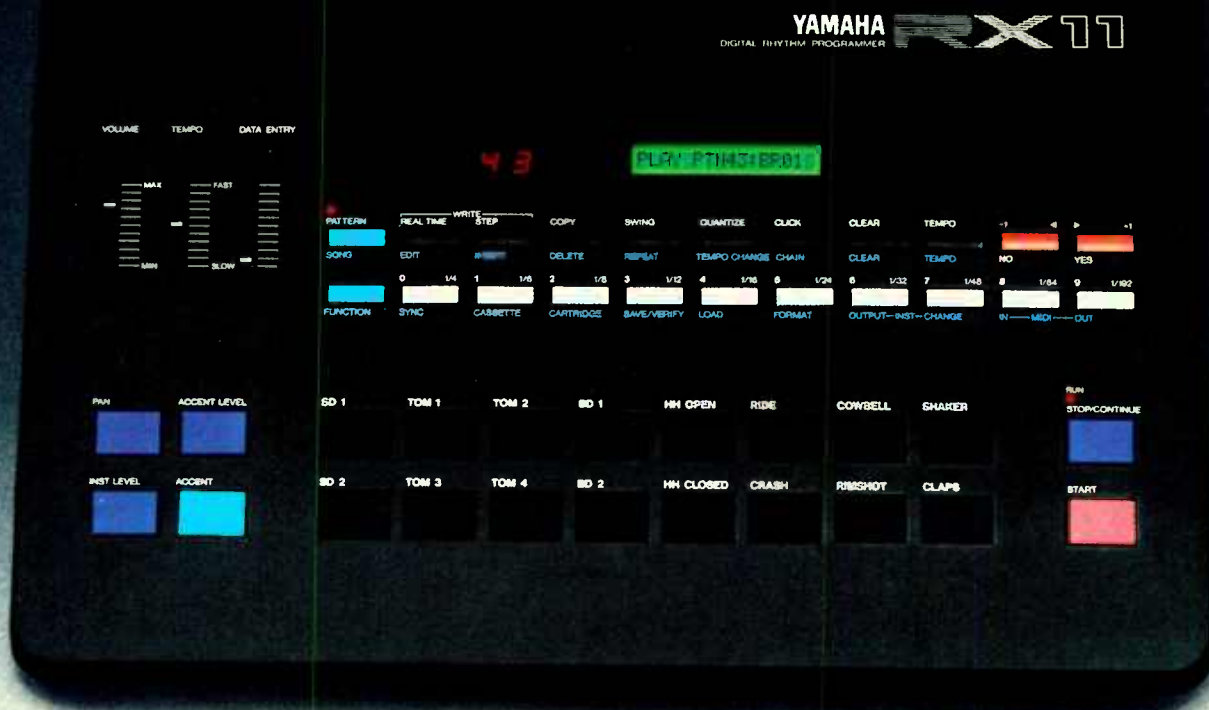 YAMAHA RX11
DIGITAL RHYTHM PROGRAMMER
VOLUME TEMPO DATA ENTRY
43 PLAY PTN43:BR01
MAX FAST
MIN SLOW
WRITE
PATTERN REAL TIME STEP COPY SWING QUANTIZE CLICK CLEAR TEMPO -1 +1
SONG EDIT DELETE REPEAT TEMPO CHANGE CHAIN CLEAR TEMPO NO YES
0 1/4 1 1/6 2 1/8 3 1/12 4 1/16 5 1/24 6 1/32 7 1/48 8 1/64 9 1/192
FUNCTION SYNC CASSETTE CARTRIDGE SAVE/VERIFY LOAD FORMAT OUTPUT-INST-CHANGE IN MIDI OUT
RUN
PAN ACCENT LEVEL SD 1 TOM 1 TOM 2 BD 1 HH OPEN RIDE COWBELL SHAKER STOP/CONTINUE
INST LEVEL ACCENT SD 2 TOM 3 TOM 4 BD 2 HH CLOSED CRASH RIMSHOT CLAPS START